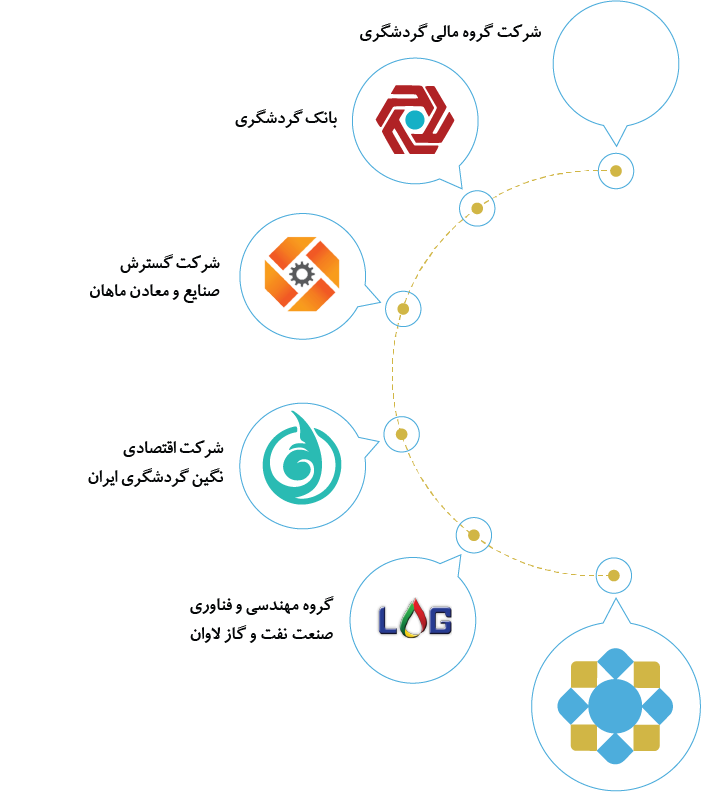 شرکت گروه مالی گردشگری
بانک گردشگری
شرکت گسترش
صنایع و معادن ماهان
شرکت اقتصادی
نگین گردشگری ایران
گروه مهندسی و فناوری
صنعت نفت و گاز لاوان
LOG